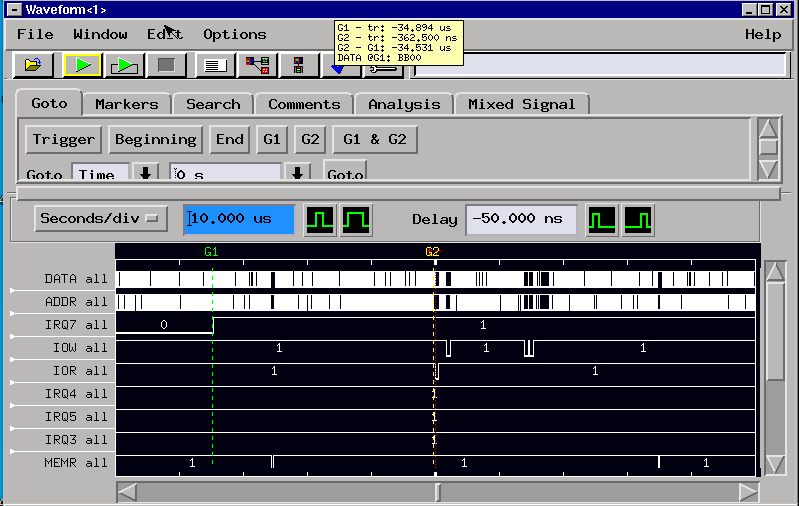 Waveform<1>
File Window Edit Options Help
G1 - tr: -34.894 us
G2 - tr: -362.500 ns
G2 - G1: -34.531 us
DATA @G1: BB00
Goto Markers Search Comments Analysis Mixed Signal
Trigger Beginning End G1 G2 G1 & G2
Goto Time 0 s Goto
Seconds/div 10.000 us Delay -50.000 ns
G1 G2
DATA all
ADDR all
IRQ7 all 0 1
IOW all 1 1 1
IOR all 1 1
IRQ4 all 1
IRQ5 all 1
IRQ3 all 1
MEMR all 1 1 1